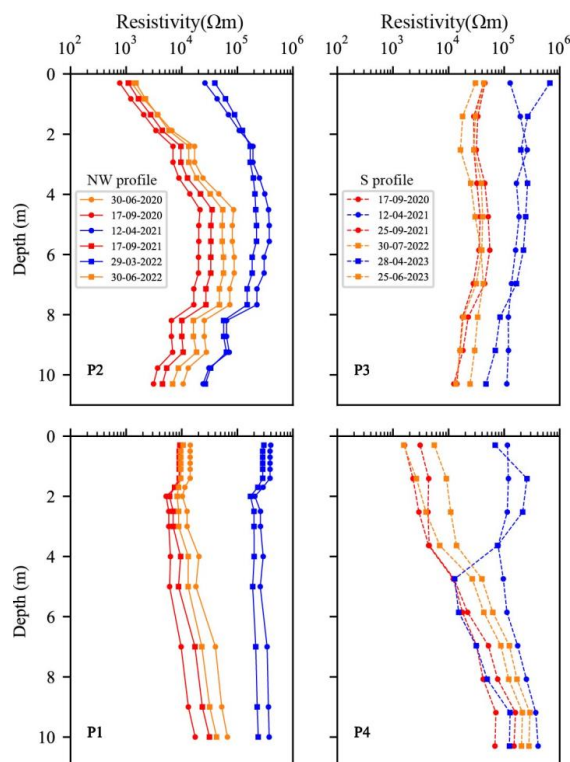 Resistivity(Ωm)
Resistivity(Ωm)
10² 10³ 10⁴ 10⁵ 10⁶
10² 10³ 10⁴ 10⁵ 10⁶
Depth (m)
0
2
4
6
8
10
NW profile
30-06-2020
17-09-2020
12-04-2021
17-09-2021
29-03-2022
30-06-2022
P2
S profile
17-09-2020
12-04-2021
25-09-2021
30-07-2022
28-04-2023
25-06-2023
P3
Depth (m)
0
2
4
6
8
10
P1
P4